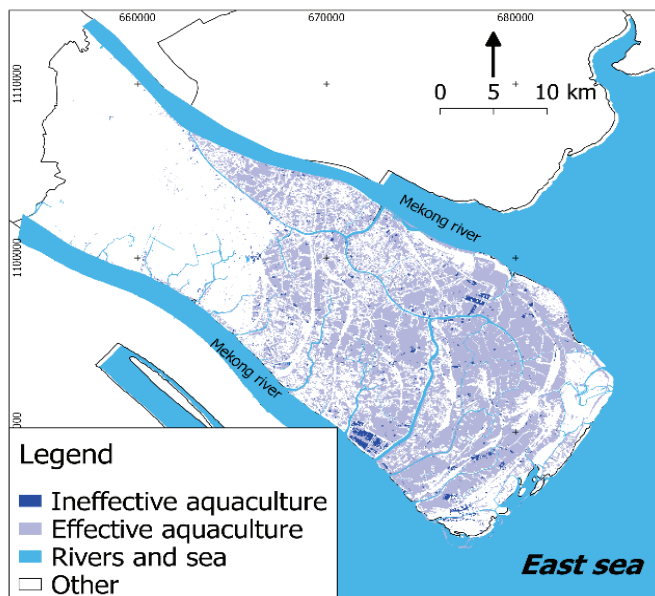 660000
670000
680000
1110000
0 5 10 km
Mekong river
1100000
Mekong river
Legend
Ineffective aquaculture
Effective aquaculture
Rivers and sea
Other
East sea